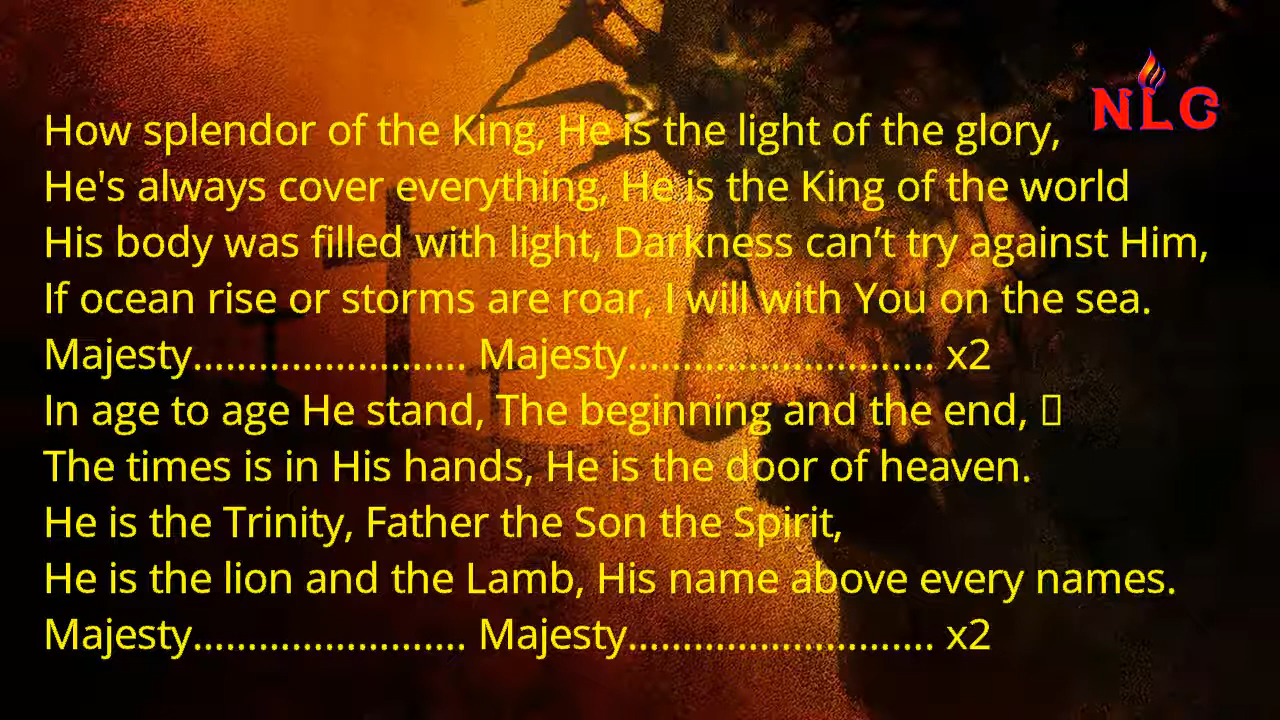 NLC
How splendor of the King, He is the light of the glory,
He's always cover everything, He is the King of the world
His body was filled with light, Darkness can’t try against Him,
If ocean rise or storms are roar, I will with You on the sea.
Majesty......................... Majesty............................ x2
In age to age He stand, The beginning and the end, 
The times is in His hands, He is the door of heaven.
He is the Trinity, Father the Son the Spirit,
He is the lion and the Lamb, His name above every names.
Majesty......................... Majesty............................ x2